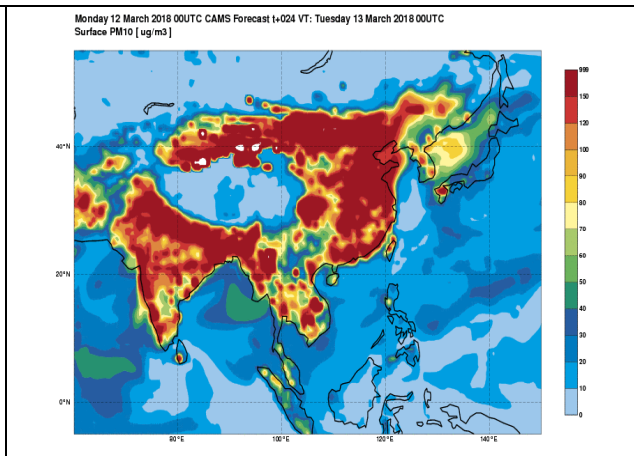 Monday 12 March 2018 00UTC CAMS Forecast t+024 VT: Tuesday 13 March 2018 00UTC
Surface PM10 [ ug/m3 ]
999
150
120
100
90
80
70
60
50
40
30
20
10
0
40°N
20°N
0°N
80°E
100°E
120°E
140°E